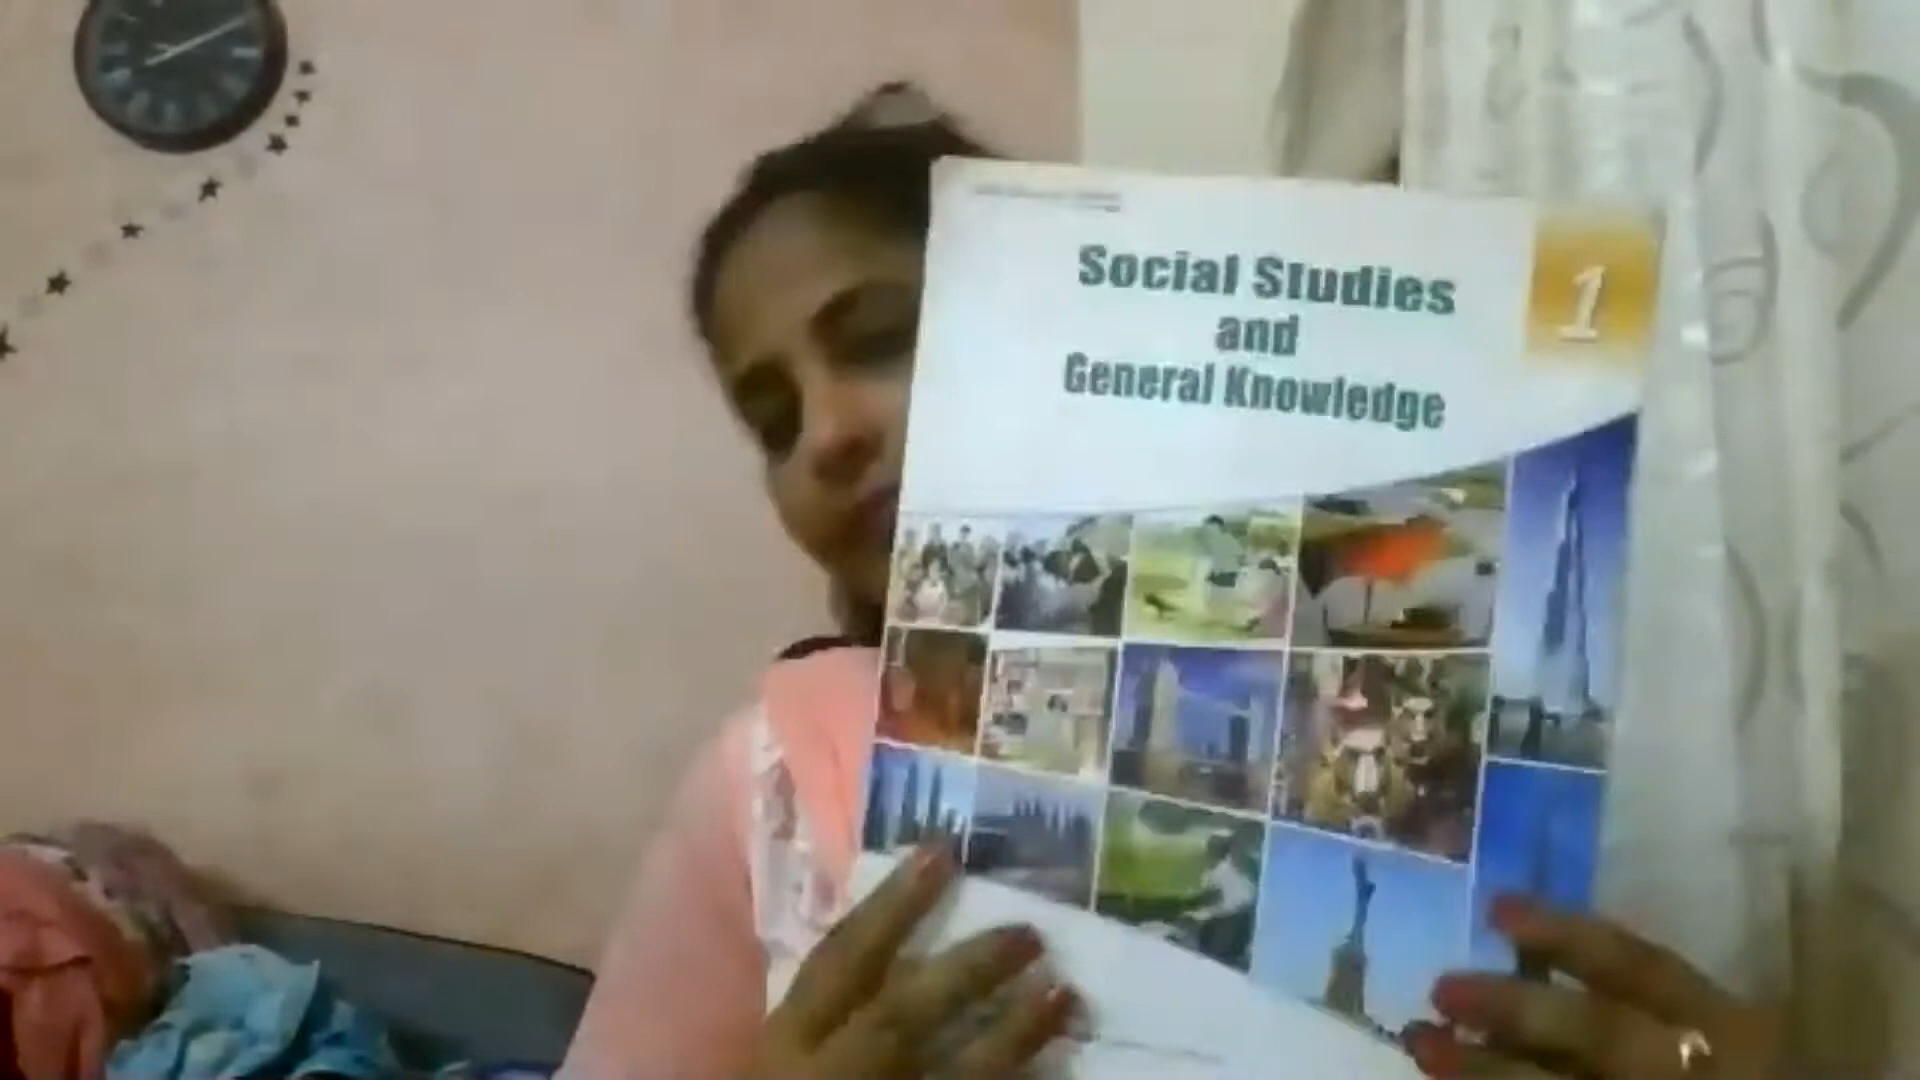 Social Studies
and
General Knowledge
1